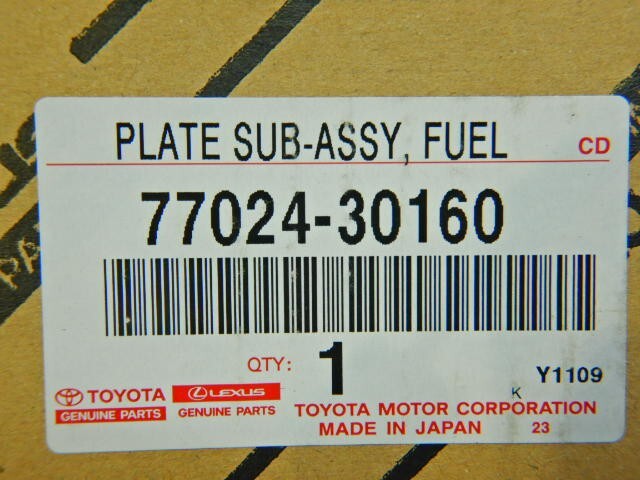 PLATE SUB-ASSY, FUEL CD
77024-30160
QTY: 1
Y1109
TOYOTA LEXUS K
GENUINE PARTS GENUINE PARTS TOYOTA MOTOR CORPORATION
MADE IN JAPAN 23